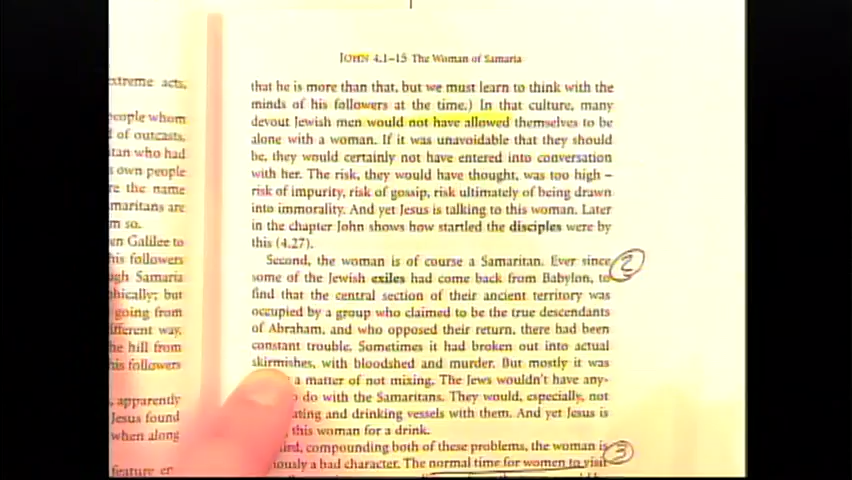 extreme acts,
people whom
d of outcasts,
tan who had
s own people
re the name
maritans are
m so.
en Galilee to
his followers
ugh Samaria
phically; but
going from
ifferent way,
he hill from
his followers
, apparently
Jesus found
when along
feature er
JOHN 4.1–15 The Woman of Samaria
that he is more than that, but we must learn to think with the
minds of his followers at the time.) In that culture, many
devout Jewish men would not have allowed themselves to be
alone with a woman. If it was unavoidable that they should
be, they would certainly not have entered into conversation
with her. The risk, they would have thought, was too high –
risk of impurity, risk of gossip, risk ultimately of being drawn
into immorality. And yet Jesus is talking to this woman. Later
in the chapter John shows how startled the disciples were by
this (4.27).
Second, the woman is of course a Samaritan. Ever since
2
some of the Jewish exiles had come back from Babylon, to
find that the central section of their ancient territory was
occupied by a group who claimed to be the true descendants
of Abraham, and who opposed their return, there had been
constant trouble. Sometimes it had broken out into actual
skirmishes, with bloodshed and murder. But mostly it was
a matter of not mixing. The Jews wouldn't have any-
o do with the Samaritans. They would, especially, not
ating and drinking vessels with them. And yet Jesus is
this woman for a drink.
ird, compounding both of these problems, the woman is
3
iously a bad character. The normal time for women to visit